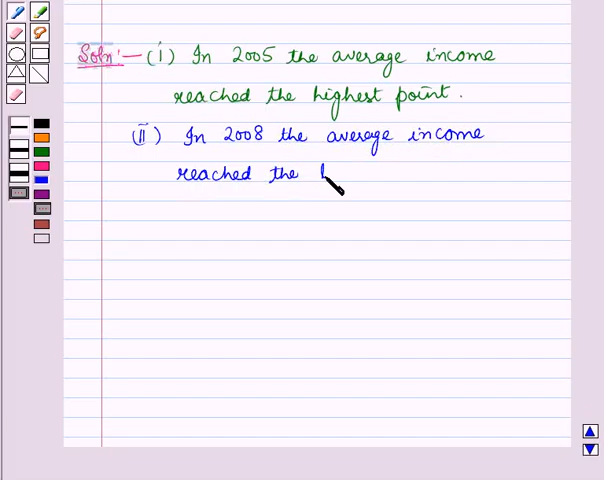 Soln:- (i) In 2005 the average income
reached the highest point.
(ii) In 2008 the average income
reached the l